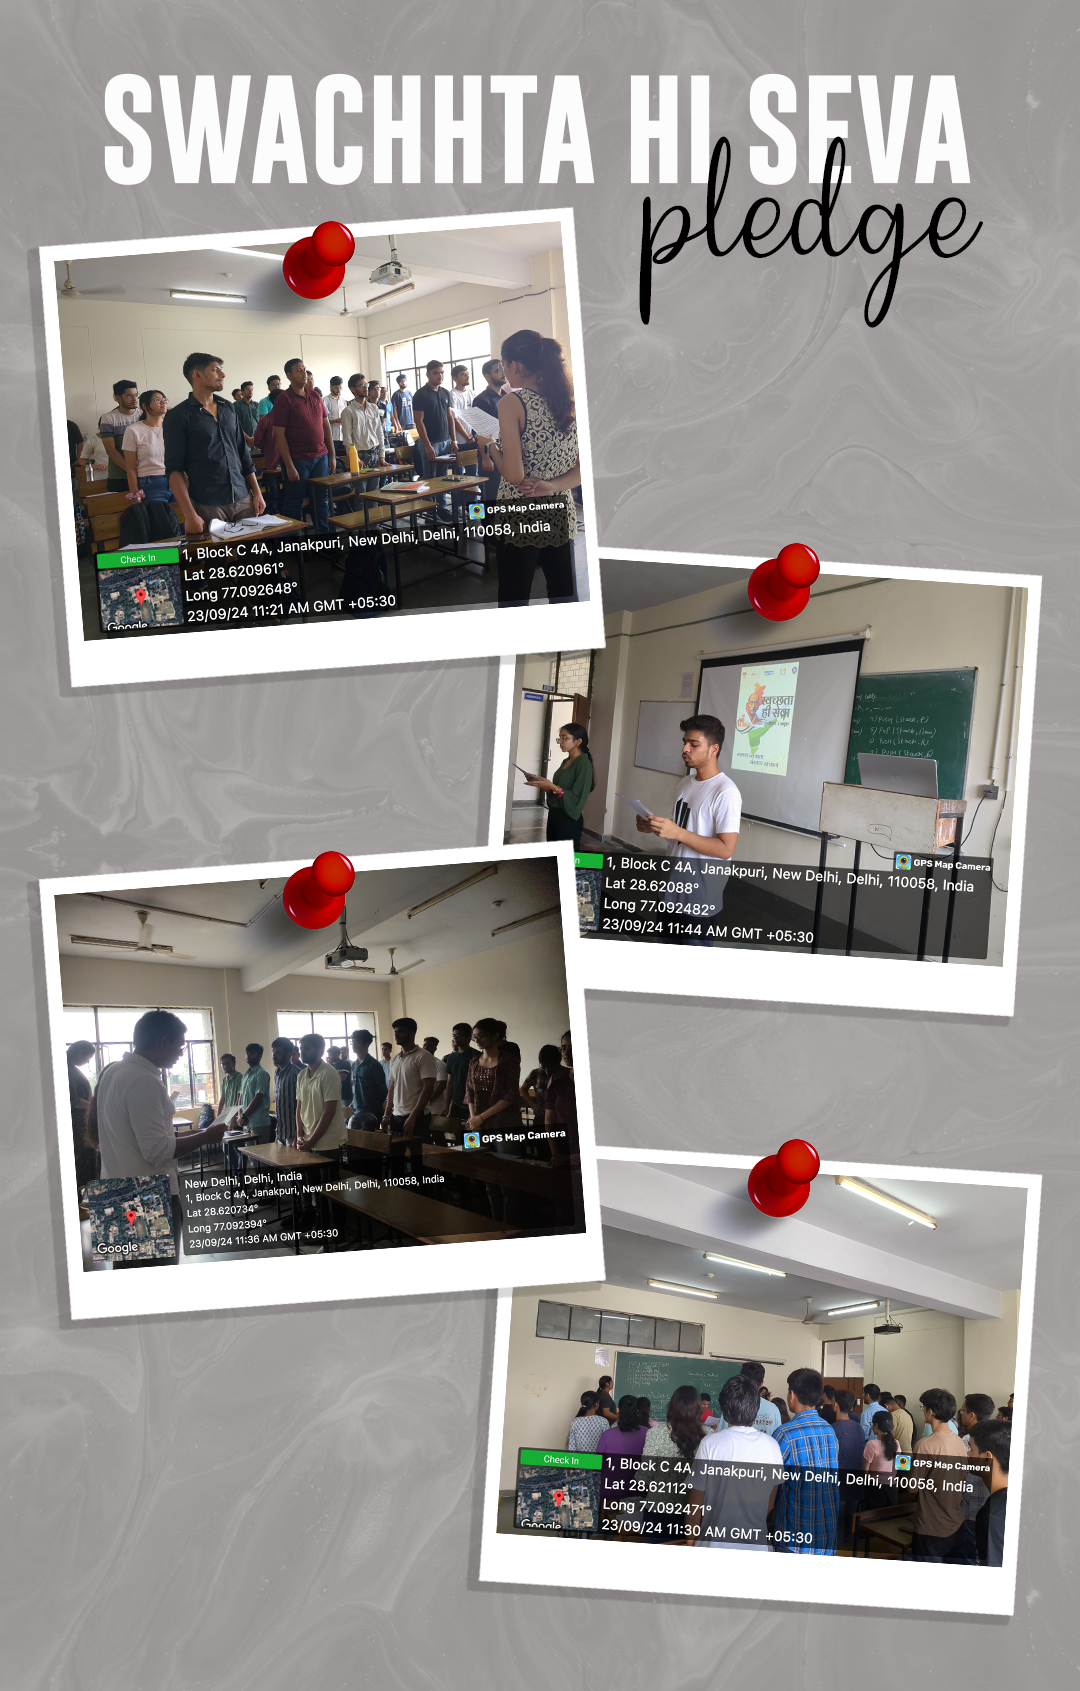 SWACHHTA HI SEVA
pledge
GPS Map Camera
Check In
1, Block C 4A, Janakpuri, New Delhi, Delhi, 110058, India
Lat 28.620961°
Long 77.092648°
23/09/24 11:21 AM GMT +05:30
Google
स्वच्छता
ही सेवा
Push (Stack, P)
GPS Map Camera
In
1, Block C 4A, Janakpuri, New Delhi, Delhi, 110058, India
Lat 28.62088°
Long 77.092482°
23/09/24 11:44 AM GMT +05:30
GPS Map Camera
New Delhi, Delhi, India
1, Block C 4A, Janakpuri, New Delhi, Delhi, 110058, India
Lat 28.620734°
Long 77.092394°
23/09/24 11:36 AM GMT +05:30
Google
GPS Map Camera
Check In
1, Block C 4A, Janakpuri, New Delhi, Delhi, 110058, India
Lat 28.62112°
Long 77.092471°
23/09/24 11:30 AM GMT +05:30
Google